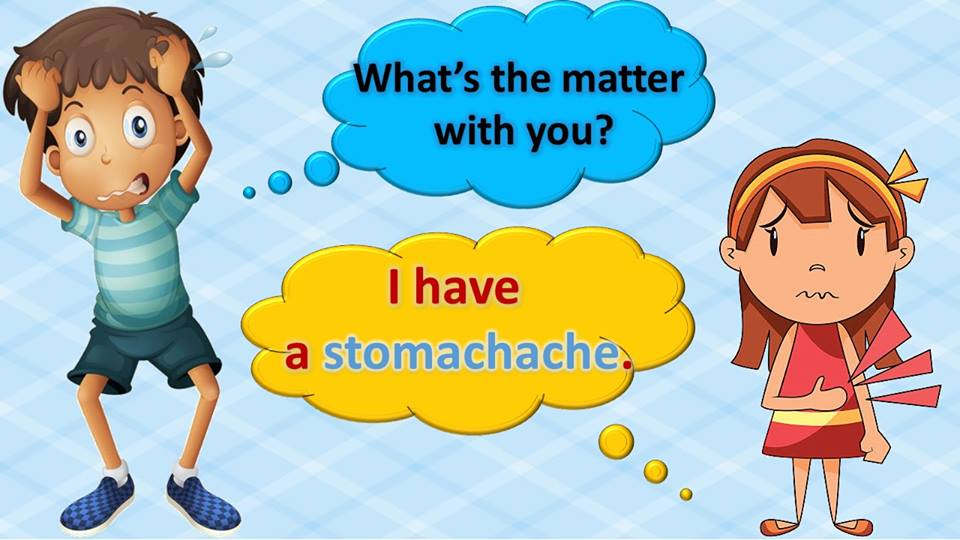 What's the matter
with you?
I have
a stomachache.